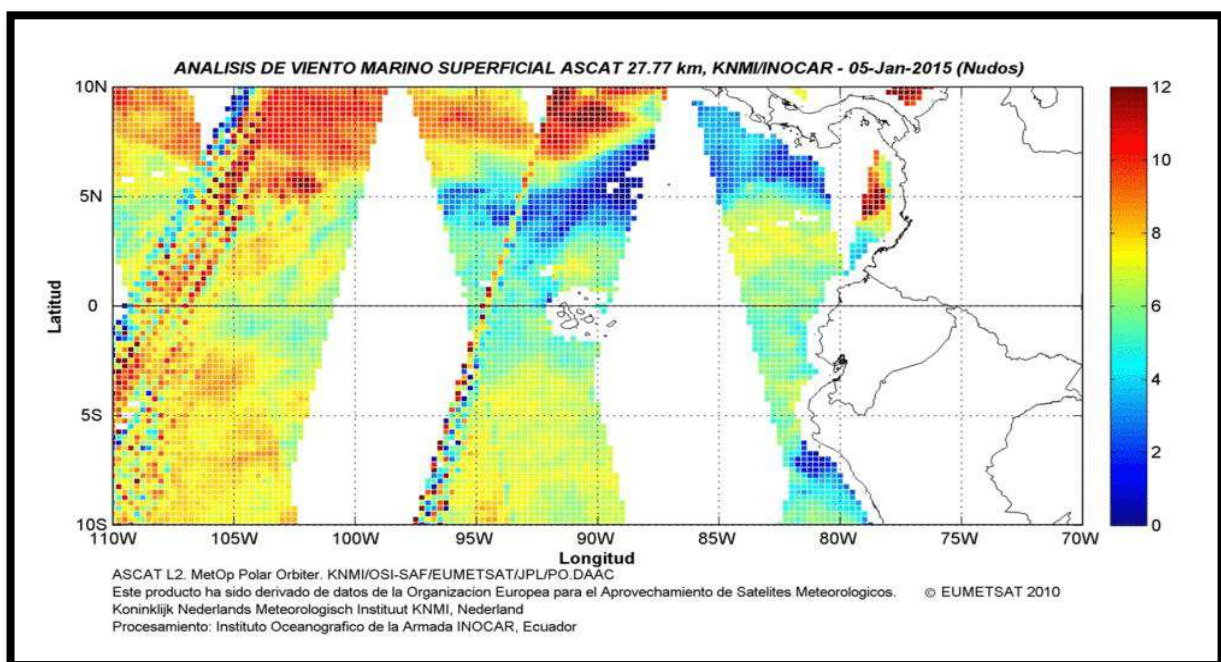 ANALISIS DE VIENTO MARINO SUPERFICIAL ASCAT 27.77 km, KNMI/INOCAR - 05-Jan-2015 (Nudos)
10N
5N
0
5S
10S
Latitud
110W 105W 100W 95W 90W 85W 80W 75W 70W
Longitud
12
10
8
6
4
2
0
ASCAT L2. MetOp Polar Orbiter. KNMI/OSI-SAF/EUMETSAT/JPL/PO.DAAC
Este producto ha sido derivado de datos de la Organizacion Europea para el Aprovechamiento de Satelites Meteorologicos. © EUMETSAT 2010
Koninklijk Nederlands Meteorologisch Instituut KNMI, Nederland
Procesamiento: Instituto Oceanografico de la Armada INOCAR, Ecuador